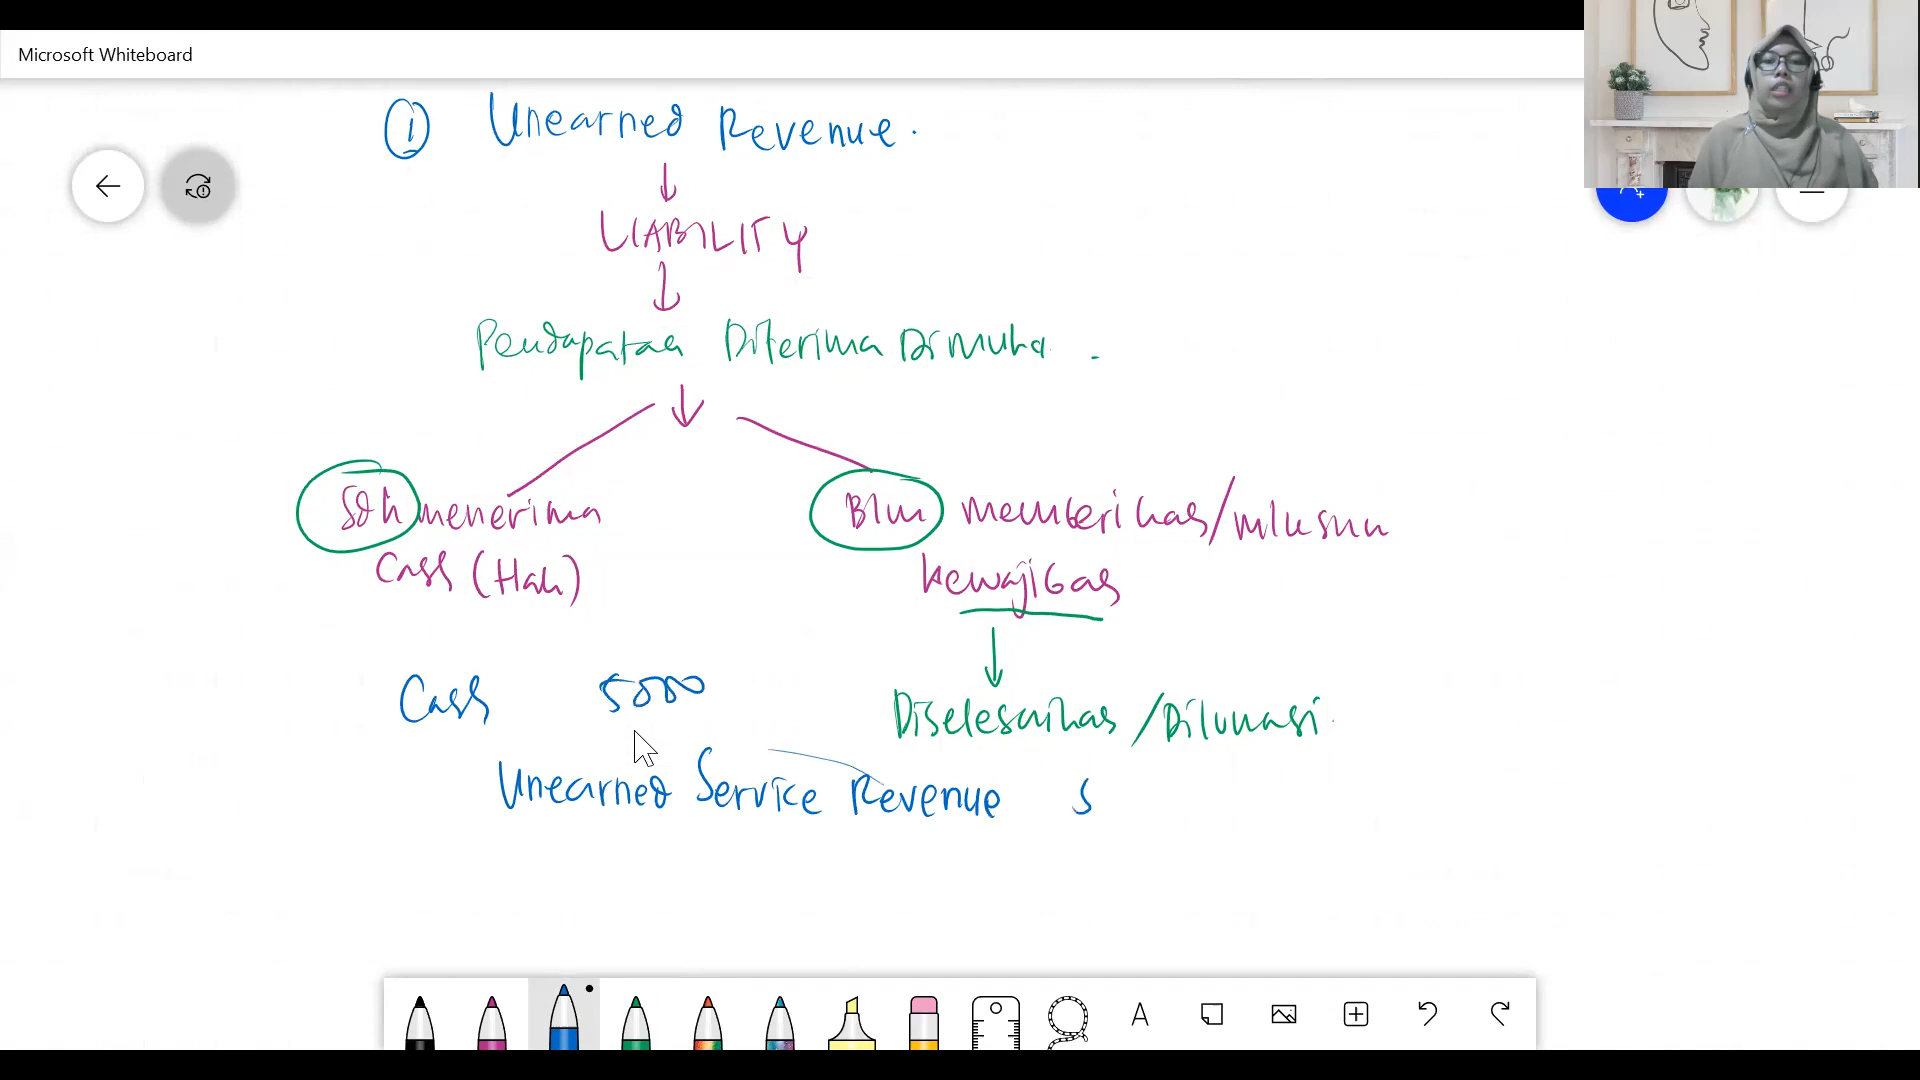 Microsoft Whiteboard
① Unearned Revenue.
LIABILITY
Pendapatan Diterima Dimuka.
Sdh menerima
Cash (Hak)
Blm memberikan/
kewajiban
Diselesaikan/Dilunasi.
Cash 5000
Unearned Service Revenue 5
A